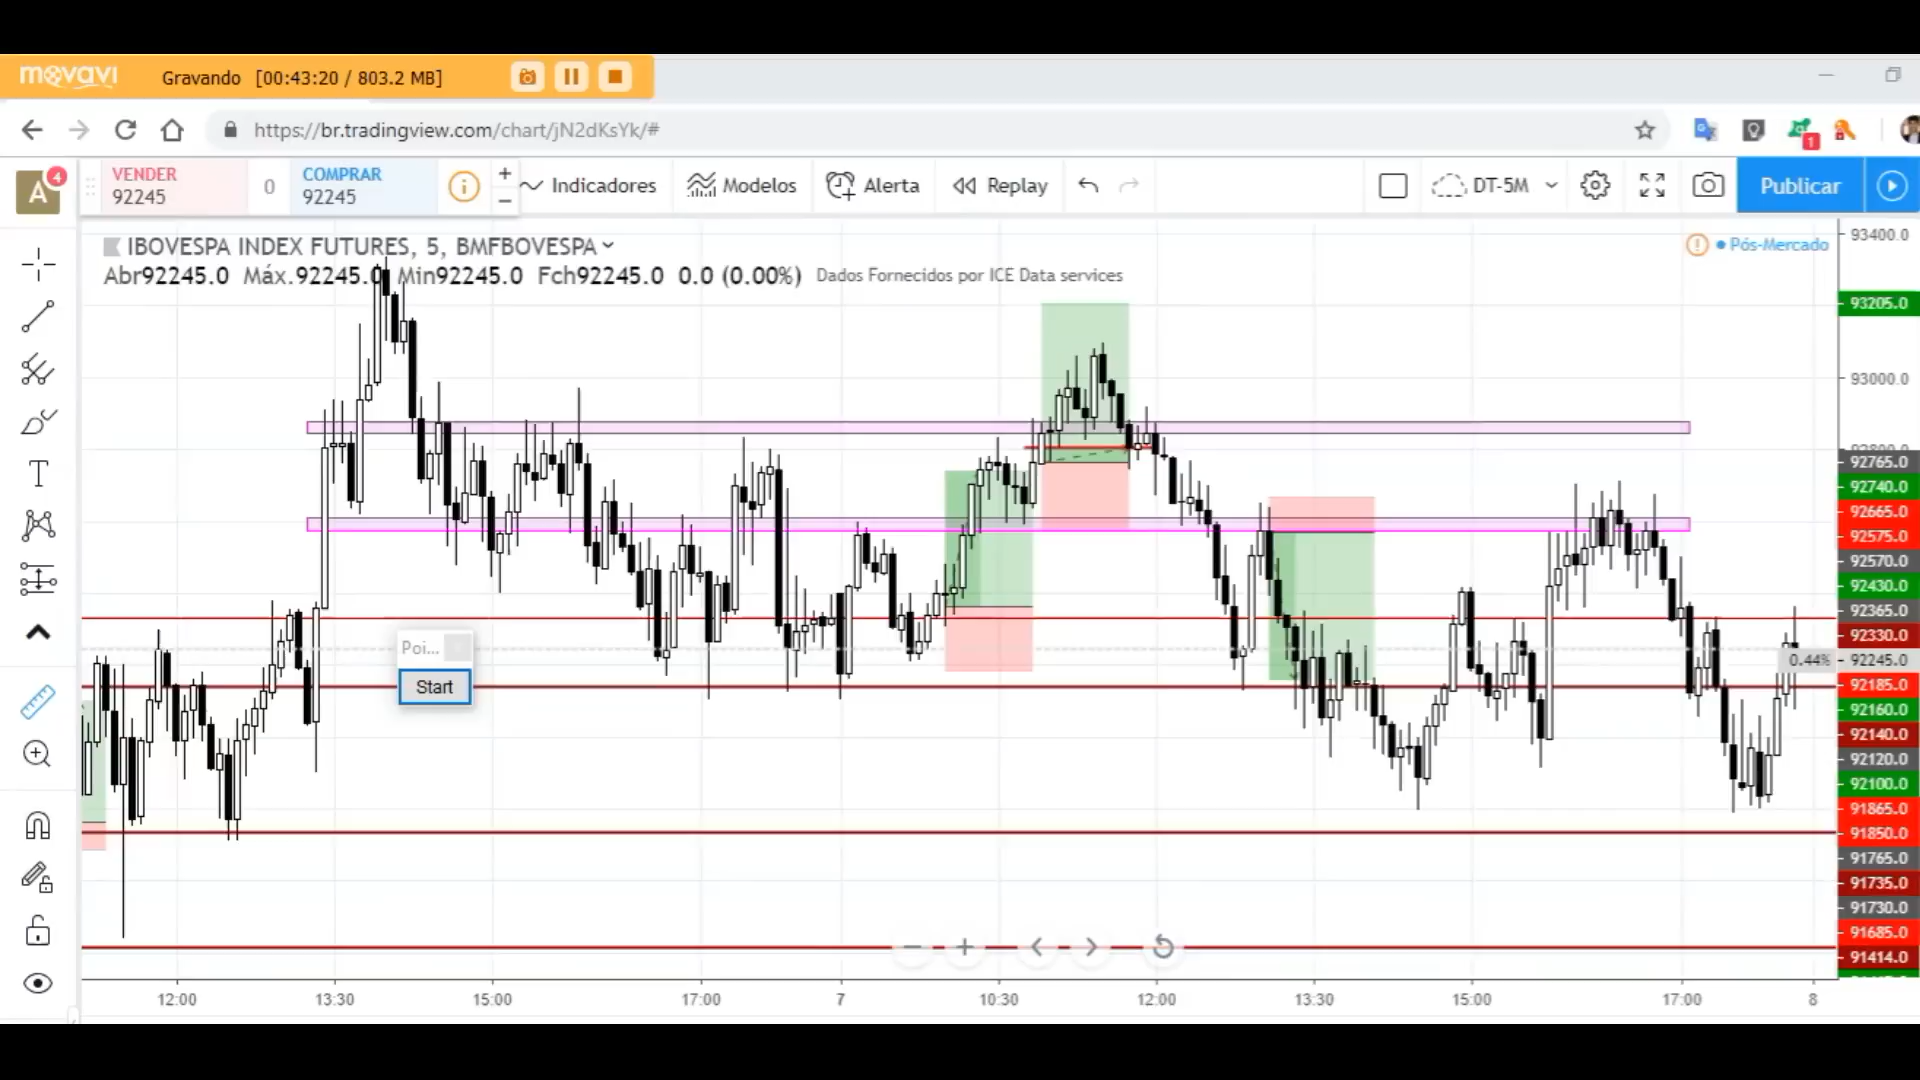 movavi Gravando [00:43:20 / 803.2 MB]
https://br.tradingview.com/chart/jN2dKsYk/#
1
A 4 VENDER 92245 0 COMPRAR 92245 Indicadores Modelos Alerta Replay DT-5M Publicar
IBOVESPA INDEX FUTURES, 5, BMFBOVESPA
Pós-Mercado
Abr92245.0 Máx.92245.0 Min92245.0 Fch92245.0 0.0 (0.00%) Dados Fornecidos por ICE Data services
T
Poi...
Start
93400.0
93205.0
93000.0
92765.0
92740.0
92665.0
92575.0
92570.0
92430.0
92365.0
92330.0
0.44% 92245.0
92185.0
92160.0
92140.0
92120.0
92100.0
91865.0
91850.0
91765.0
91735.0
91730.0
91685.0
91414.0
12:00 13:30 15:00 17:00 7 10:30 12:00 13:30 15:00 17:00 8